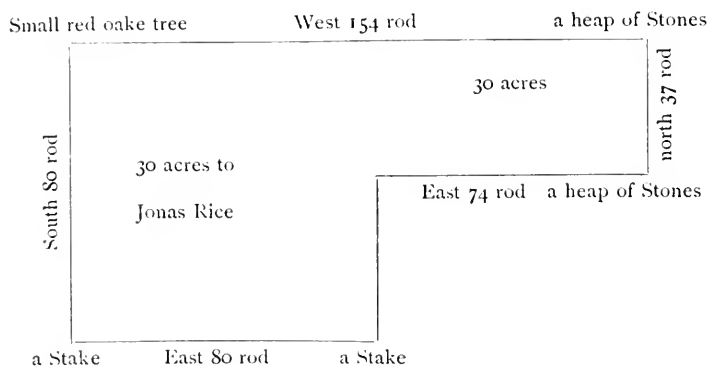 Small red oake tree West 154 rod a heap of Stones
30 acres
north 37 rod
South 80 rod
30 acres to
Jonas Rice
East 74 rod a heap of Stones
a Stake East 80 rod a Stake